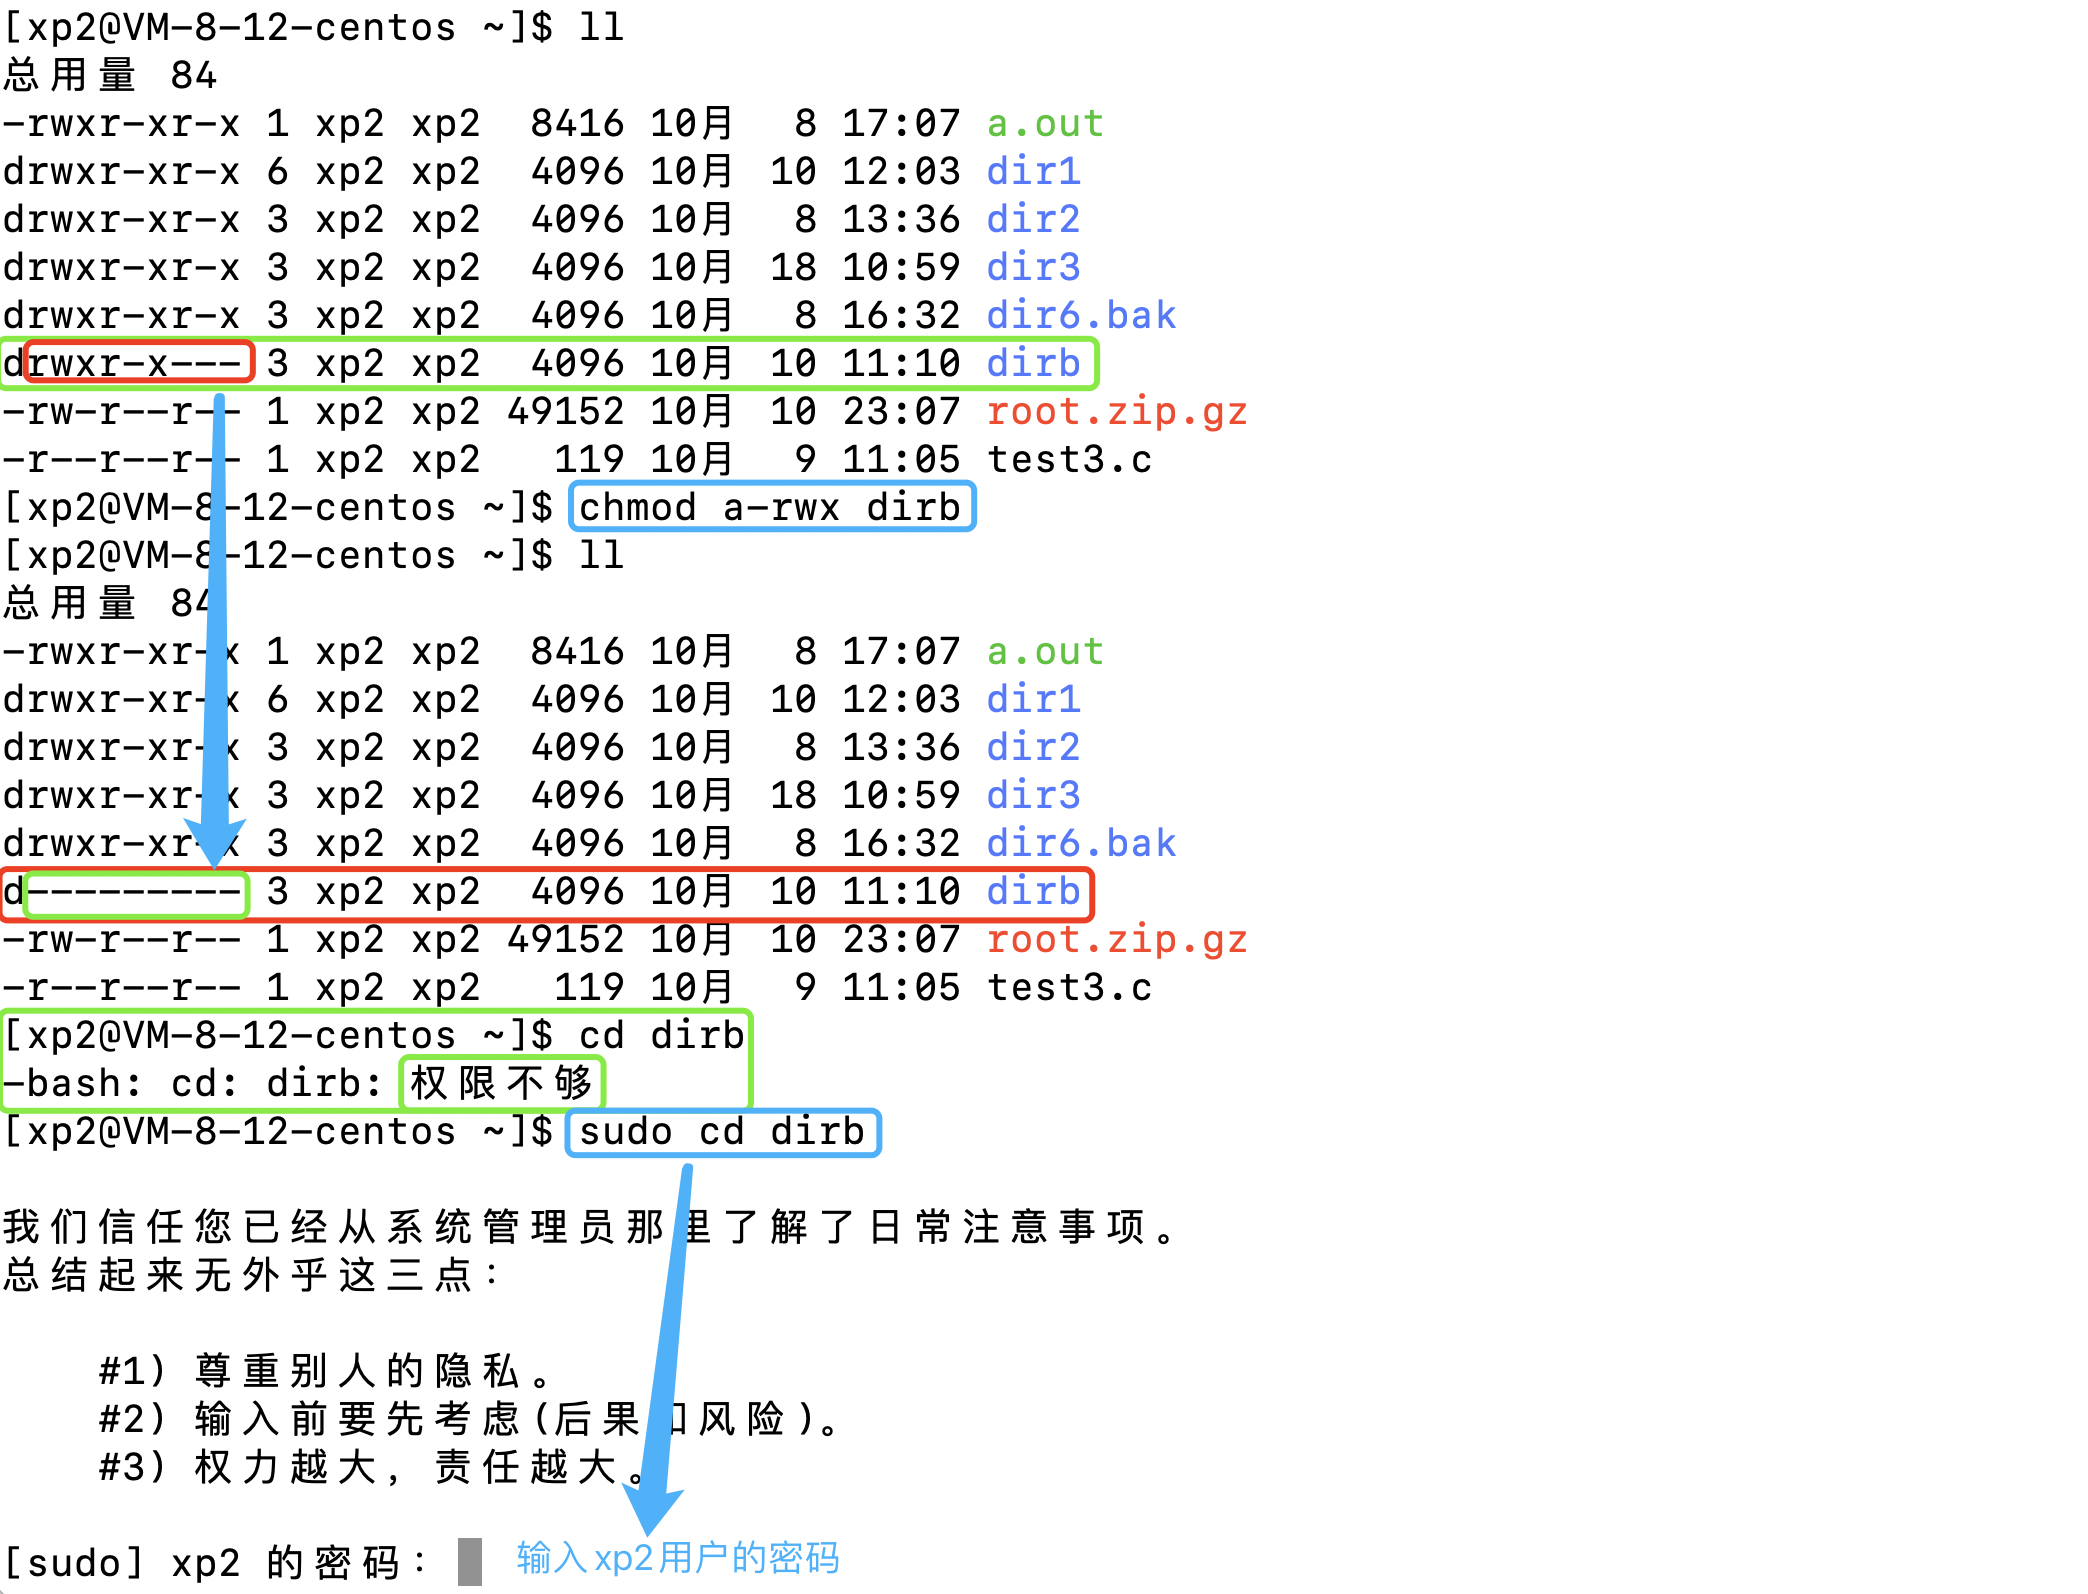 [xp2@VM-8-12-centos ~]$ ll
总用量 84
-rwxr-xr-x 1 xp2 xp2  8416 10月  8 17:07 a.out
drwxr-xr-x 6 xp2 xp2  4096 10月 10 12:03 dir1
drwxr-xr-x 3 xp2 xp2  4096 10月  8 13:36 dir2
drwxr-xr-x 3 xp2 xp2  4096 10月 18 10:59 dir3
drwxr-xr-x 3 xp2 xp2  4096 10月  8 16:32 dir6.bak
drwxr-x--- 3 xp2 xp2  4096 10月 10 11:10 dirb
-rw-r--r-- 1 xp2 xp2 49152 10月 10 23:07 root.zip.gz
-r--r--r-- 1 xp2 xp2   119 10月  9 11:05 test3.c
[xp2@VM-8-12-centos ~]$ chmod a-rwx dirb
[xp2@VM-8-12-centos ~]$ ll
总用量 84
-rwxr-xr-x 1 xp2 xp2  8416 10月  8 17:07 a.out
drwxr-xr-x 6 xp2 xp2  4096 10月 10 12:03 dir1
drwxr-xr-x 3 xp2 xp2  4096 10月  8 13:36 dir2
drwxr-xr-x 3 xp2 xp2  4096 10月 18 10:59 dir3
drwxr-xr-x 3 xp2 xp2  4096 10月  8 16:32 dir6.bak
d--------- 3 xp2 xp2  4096 10月 10 11:10 dirb
-rw-r--r-- 1 xp2 xp2 49152 10月 10 23:07 root.zip.gz
-r--r--r-- 1 xp2 xp2   119 10月  9 11:05 test3.c
[xp2@VM-8-12-centos ~]$ cd dirb
-bash: cd: dirb: 权限不够
[xp2@VM-8-12-centos ~]$ sudo cd dirb
我们信任您已经从系统管理员那里了解了日常注意事项。
总结起来无外乎这三点：
#1) 尊重别人的隐私。
#2) 输入前要先考虑(后果和风险)。
#3) 权力越大，责任越大。
[sudo] xp2 的密码： 输入xp2用户的密码